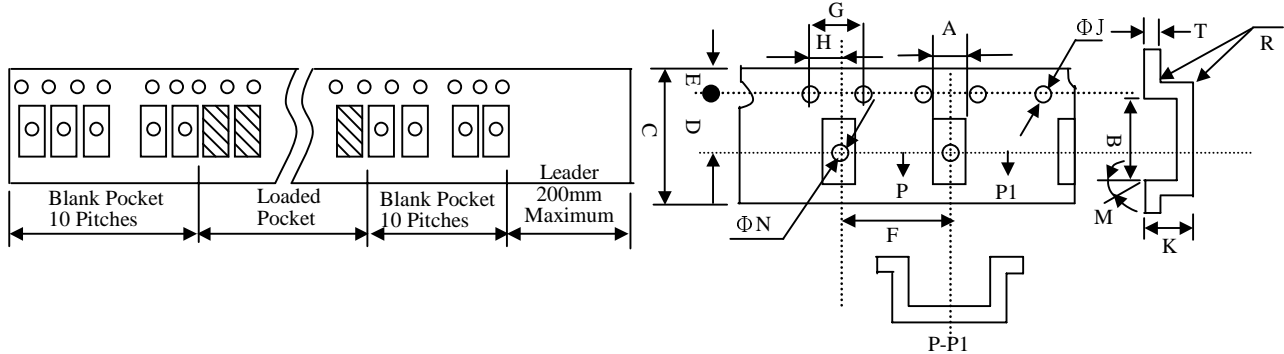 Blank Pocket
10 Pitches
Loaded
Pocket
Blank Pocket
10 Pitches
Leader
200mm
Maximum
G
H
A
ΦJ
T
R
E
C
D
B
P
P1
M
K
ΦN
F
P-P1